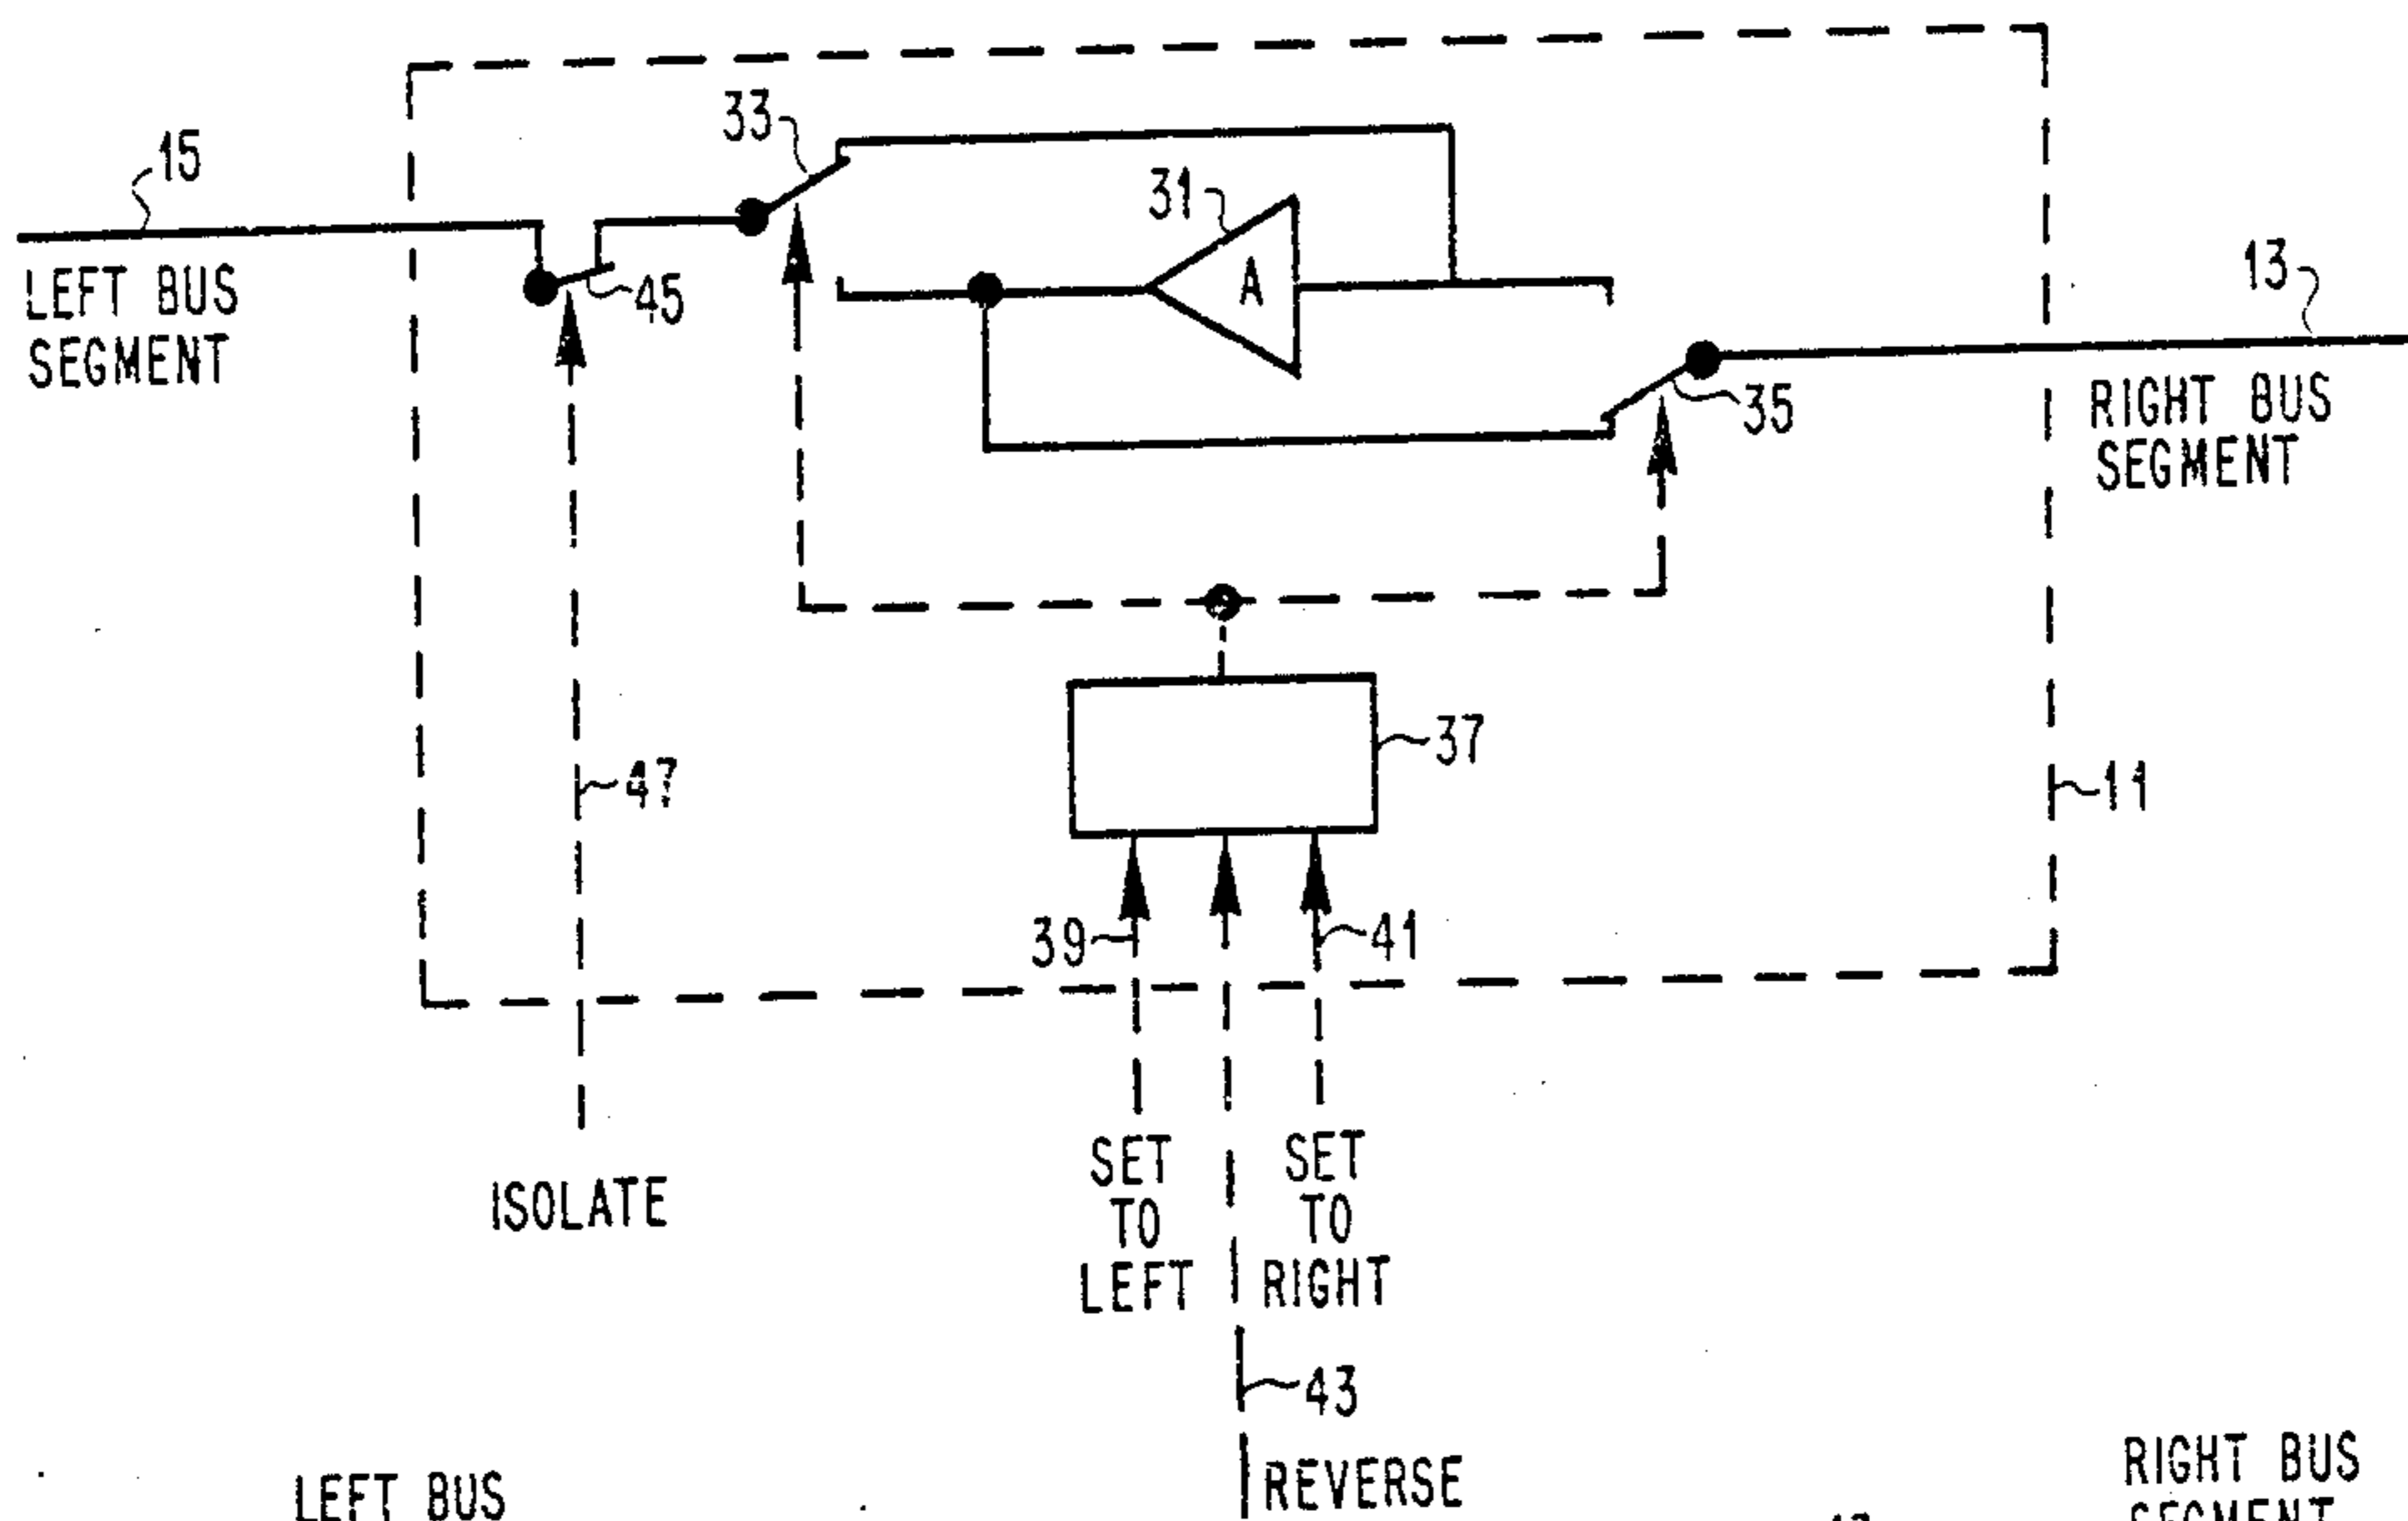 33
15
31
A
13
LEFT BUS
SEGMENT
45
35
RIGHT BUS
SEGMENT
37
47
11
39
41
SET
TO
LEFT
SET
TO
RIGHT
ISOLATE
43
REVERSE
LEFT BUS
RIGHT BUS
SEGMENT